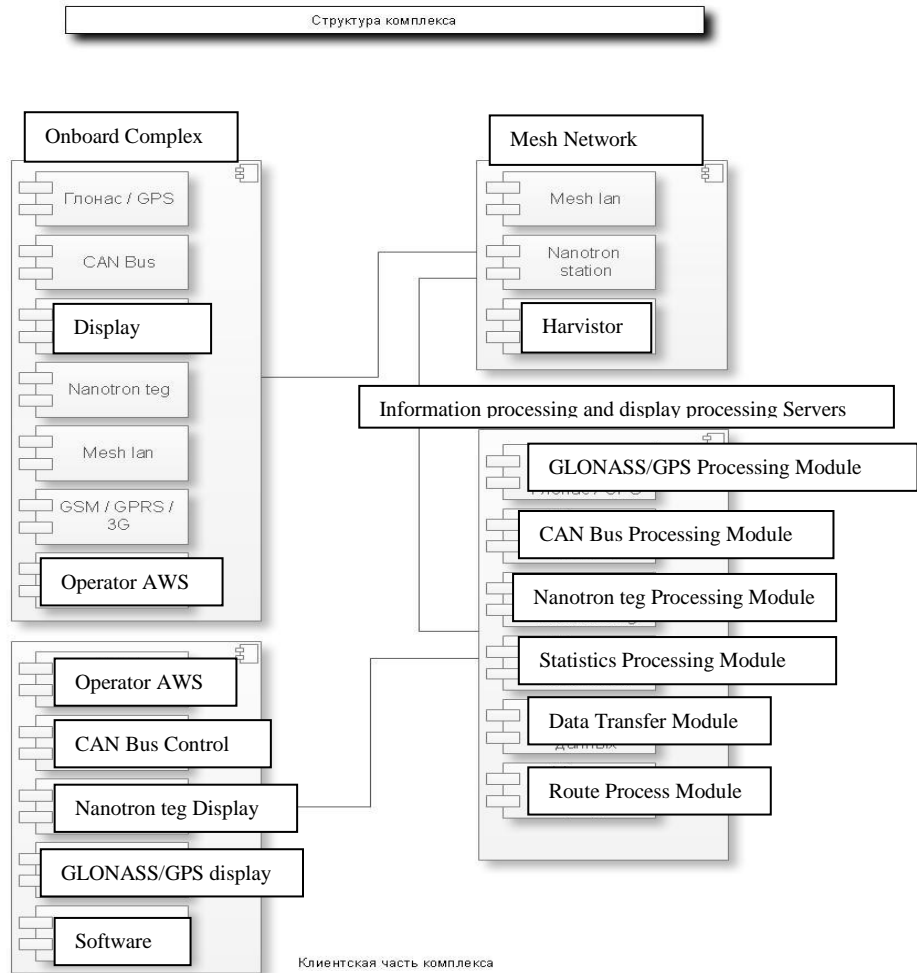 Структура комплекса
Onboard Complex
Глонас / GPS
CAN Bus
Display
Nanotron teg
Mesh lan
GSM / GPRS /
3G
Operator AWS
Mesh Network
Mesh lan
Nanotron
station
Harvistor
Information processing and display processing Servers
GLONASS/GPS Processing Module
CAN Bus Processing Module
Nanotron teg Processing Module
Statistics Processing Module
Data Transfer Module
данных
Route Process Module
Operator AWS
CAN Bus Control
Nanotron teg Display
GLONASS/GPS display
Software
Клиентская часть комплекса